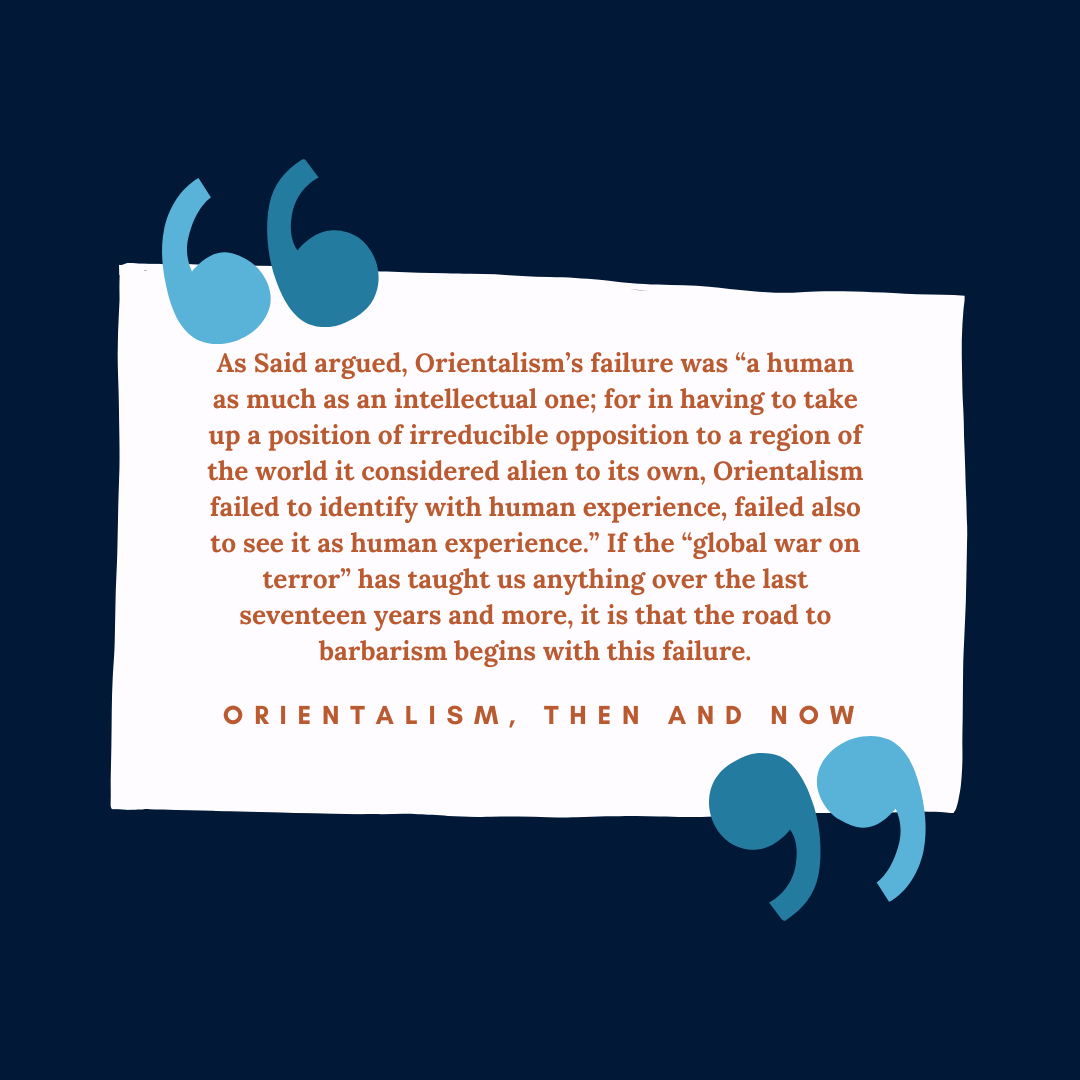 As Said argued, Orientalism’s failure was “a human
as much as an intellectual one; for in having to take
up a position of irreducible opposition to a region of
the world it considered alien to its own, Orientalism
failed to identify with human experience, failed also
to see it as human experience.” If the “global war on
terror” has taught us anything over the last
seventeen years and more, it is that the road to
barbarism begins with this failure.
ORIENTALISM, THEN AND NOW